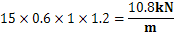 15 × 0.6 × 1 × 1.2 = 10.8kN/m